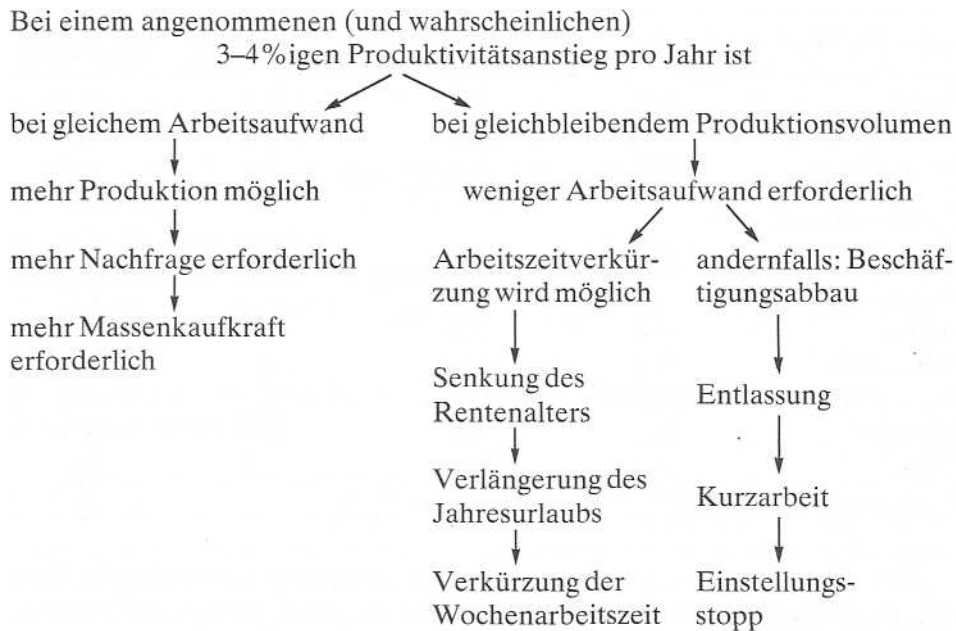 Bei einem angenommenen (und wahrscheinlichen)
3–4%igen Produktivitätsanstieg pro Jahr ist
bei gleichem Arbeitsaufwand
mehr Produktion möglich
mehr Nachfrage erforderlich
mehr Massenkaufkraft
erforderlich
bei gleichbleibendem Produktionsvolumen
weniger Arbeitsaufwand erforderlich
Arbeitszeitverkür-
zung wird möglich
Senkung des
Rentenalters
Verlängerung des
Jahresurlaubs
Verkürzung der
Wochenarbeitszeit
andernfalls: Beschäf-
tigungsabbau
Entlassung
Kurzarbeit
Einstellungs-
stopp